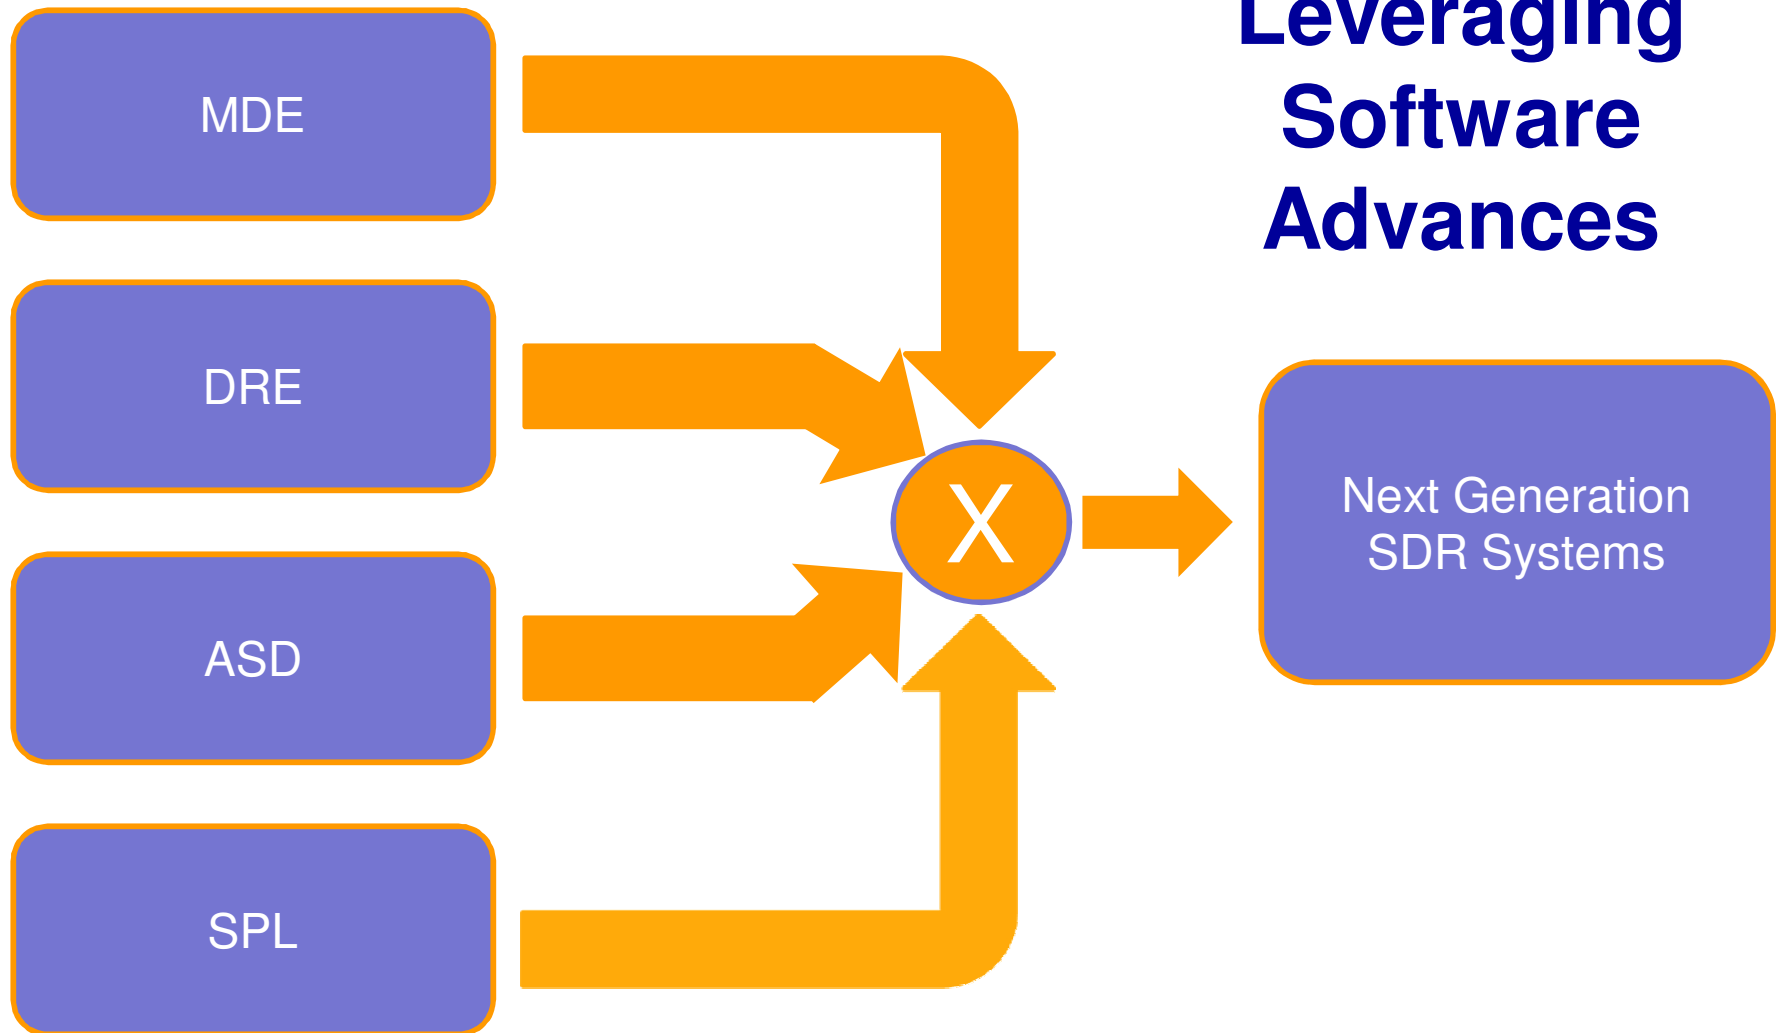 Leveraging
Software
Advances
MDE
DRE
ASD
SPL
X
Next Generation
SDR Systems